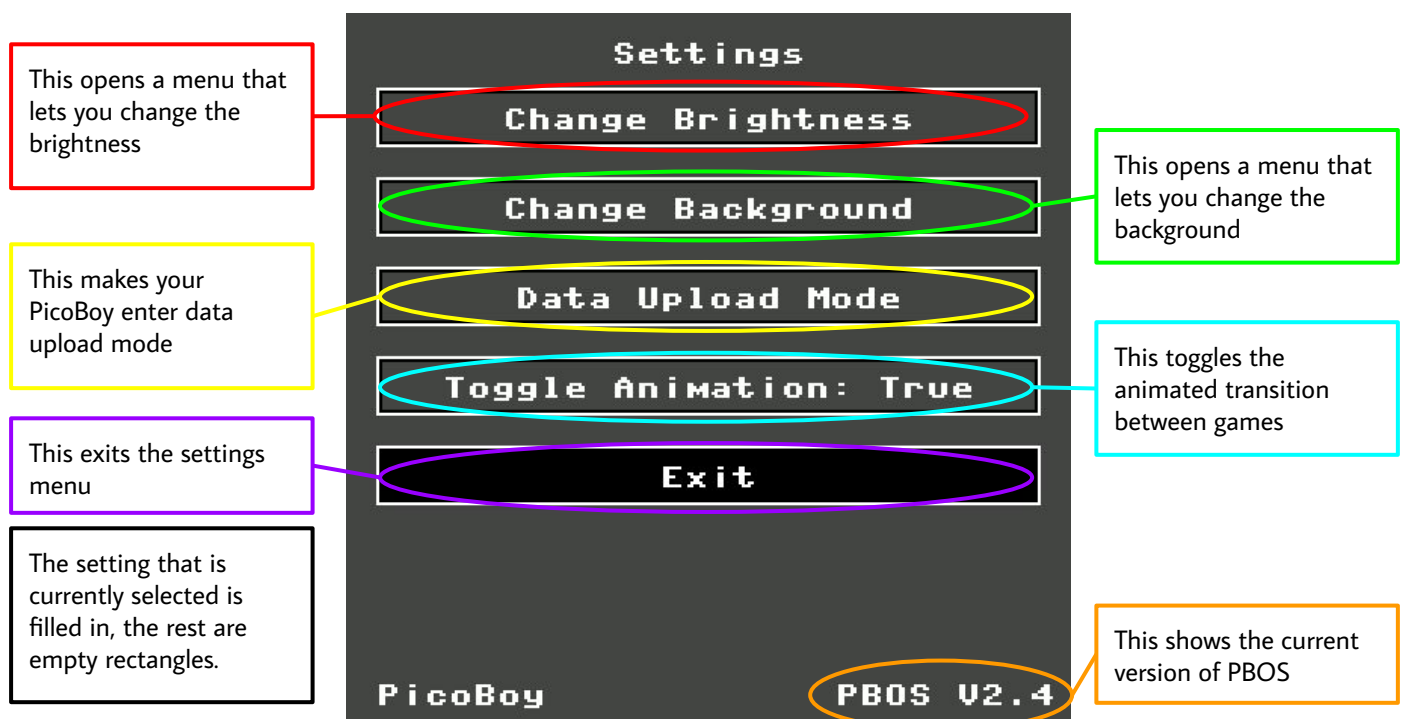 Settings
This opens a menu that
lets you change the
brightness
Change Brightness
This opens a menu that
lets you change the
background
Change Background
This makes your
PicoBoy enter data
upload mode
Data Upload Mode
This toggles the
animated transition
between games
Toggle Animation: True
This exits the settings
menu
Exit
The setting that is
currently selected is
filled in, the rest are
empty rectangles.
This shows the current
version of PBOS
PicoBoy
PBOS V2.4